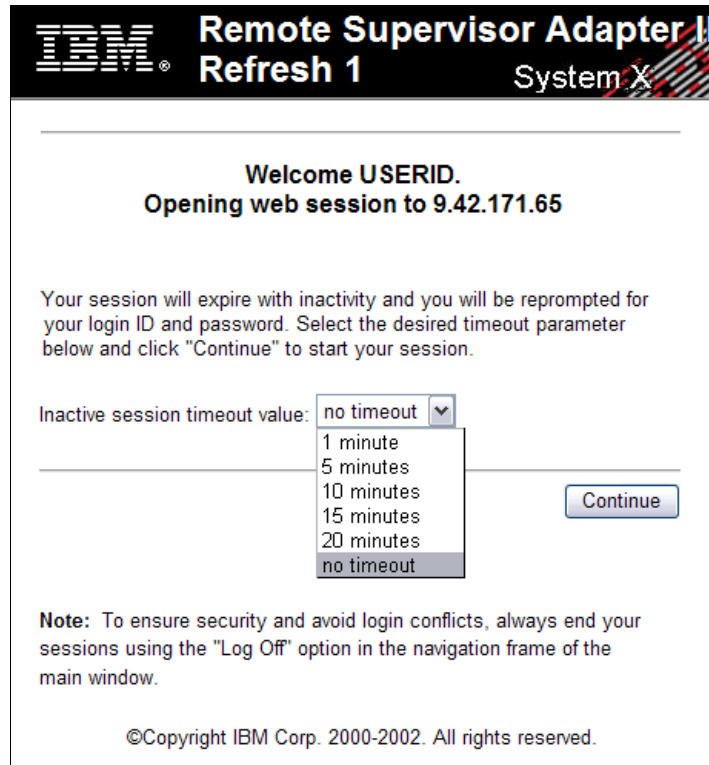 IBM®
Remote Supervisor Adapter II
Refresh 1
System X
Welcome USERID.
Opening web session to 9.42.171.65
Your session will expire with inactivity and you will be reprompted for
your login ID and password. Select the desired timeout parameter
below and click "Continue" to start your session.
Inactive session timeout value: no timeout
1 minute
5 minutes
10 minutes
15 minutes
20 minutes
no timeout
Continue
Note: To ensure security and avoid login conflicts, always end your
sessions using the "Log Off" option in the navigation frame of the
main window.
©Copyright IBM Corp. 2000-2002. All rights reserved.